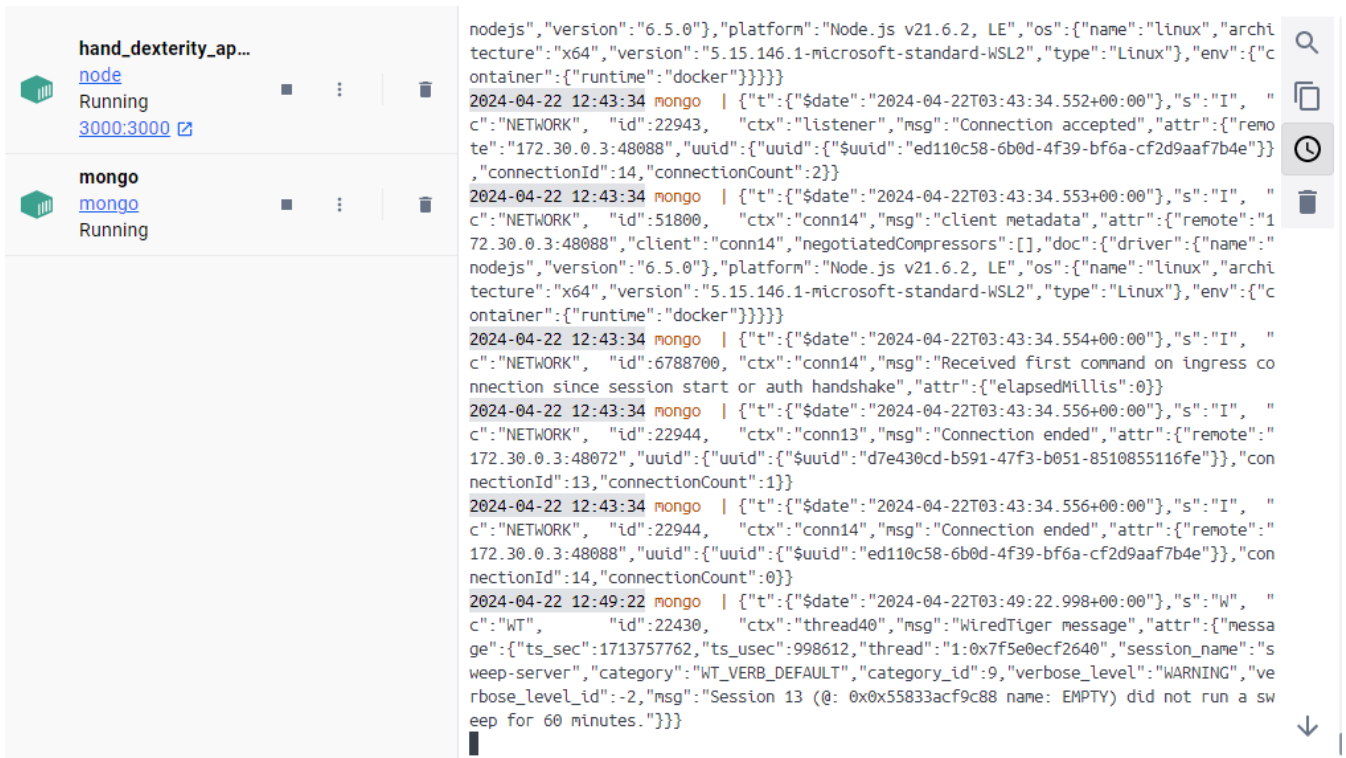 hand_dexterity_ap...
node
Running
3000:3000
mongo
mongo
Running
nodejs","version":"6.5.0"},"platform":"Node.js v21.6.2, LE","os":{"name":"linux","archi
tecture":"x64","version":"5.15.146.1-microsoft-standard-WSL2","type":"Linux"},"env":{"c
ontainer":{"runtime":"docker"}}}}}
2024-04-22 12:43:34 mongo  | {"t":{"$date":"2024-04-22T03:43:34.552+00:00"},"s":"I",  "
c":"NETWORK",  "id":22943,   "ctx":"listener","msg":"Connection accepted","attr":{"remo
te":"172.30.0.3:48088","uuid":{"uuid":{"$uuid":"ed110c58-6b0d-4f39-bf6a-cf2d9aaf7b4e"}}
,"connectionId":14,"connectionCount":2}}
2024-04-22 12:43:34 mongo  | {"t":{"$date":"2024-04-22T03:43:34.553+00:00"},"s":"I",  "
c":"NETWORK",  "id":51800,   "ctx":"conn14","msg":"client metadata","attr":{"remote":"1
72.30.0.3:48088","client":"conn14","negotiatedCompressors":[],"doc":{"driver":{"name":"
nodejs","version":"6.5.0"},"platform":"Node.js v21.6.2, LE","os":{"name":"linux","archi
tecture":"x64","version":"5.15.146.1-microsoft-standard-WSL2","type":"Linux"},"env":{"c
ontainer":{"runtime":"docker"}}}}}
2024-04-22 12:43:34 mongo  | {"t":{"$date":"2024-04-22T03:43:34.554+00:00"},"s":"I",  "
c":"NETWORK",  "id":6788700, "ctx":"conn14","msg":"Received first command on ingress co
nnection since session start or auth handshake","attr":{"elapsedMillis":0}}
2024-04-22 12:43:34 mongo  | {"t":{"$date":"2024-04-22T03:43:34.556+00:00"},"s":"I",  "
c":"NETWORK",  "id":22944,   "ctx":"conn13","msg":"Connection ended","attr":{"remote":"
172.30.0.3:48072","uuid":{"uuid":{"$uuid":"d7e430cd-b591-47f3-b051-8510855116fe"}},"con
nectionId":13,"connectionCount":1}}
2024-04-22 12:43:34 mongo  | {"t":{"$date":"2024-04-22T03:43:34.556+00:00"},"s":"I",  "
c":"NETWORK",  "id":22944,   "ctx":"conn14","msg":"Connection ended","attr":{"remote":"
172.30.0.3:48088","uuid":{"uuid":{"$uuid":"ed110c58-6b0d-4f39-bf6a-cf2d9aaf7b4e"}},"con
nectionId":14,"connectionCount":0}}
2024-04-22 12:49:22 mongo  | {"t":{"$date":"2024-04-22T03:49:22.998+00:00"},"s":"W",  "
c":"WT",       "id":22430,   "ctx":"thread40","msg":"WiredTiger message","attr":{"messa
ge":{"ts_sec":1713757762,"ts_usec":998612,"thread":"1:0x7f5e0ecf2640","session_name":"s
weep-server","category":"WT_VERB_DEFAULT","category_id":9,"verbose_level":"WARNING","ve
rbose_level_id":-2,"msg":"Session 13 (@: 0x0x55833acf9c88 name: EMPTY) did not run a sw
eep for 60 minutes."}}}